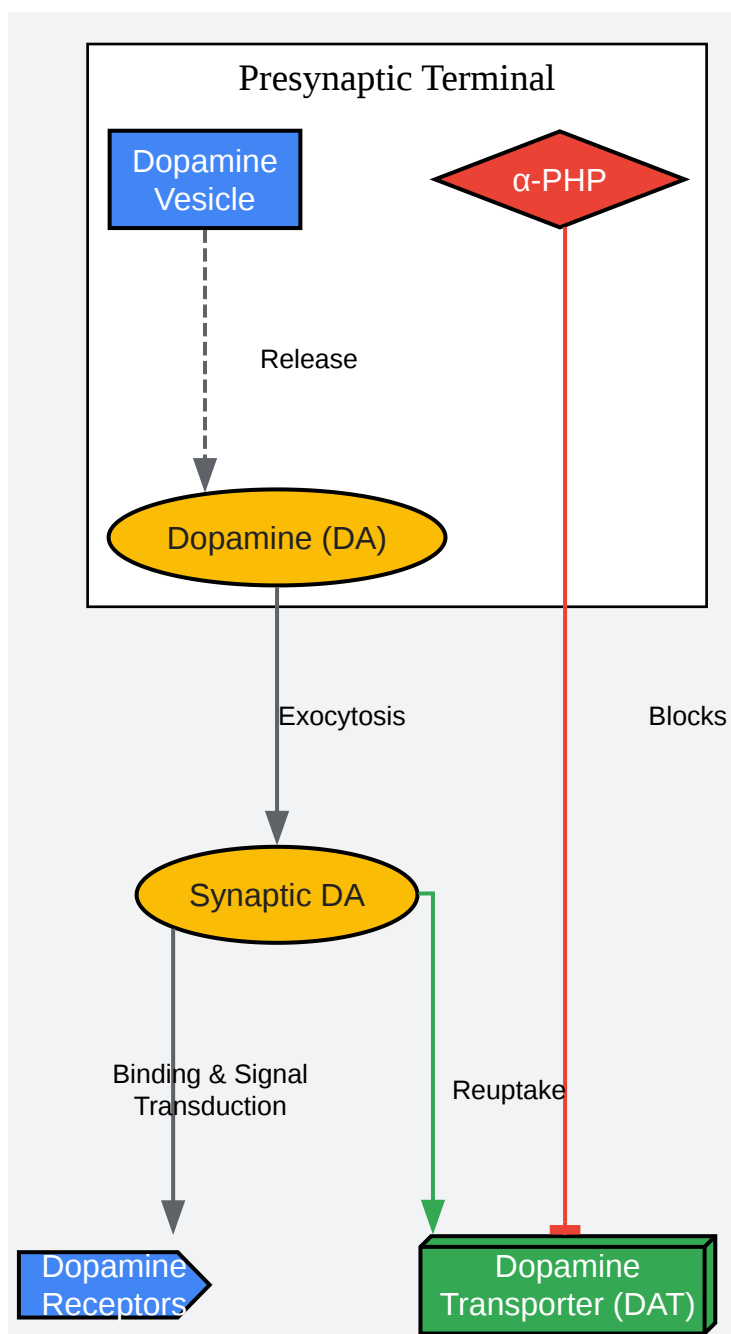 Presynaptic Terminal
Dopamine
Vesicle
α-PHP
Release
Dopamine (DA)
Exocytosis
Blocks
Synaptic DA
Binding & Signal
Transduction
Reuptake
Dopamine
Receptors
Dopamine
Transporter (DAT)